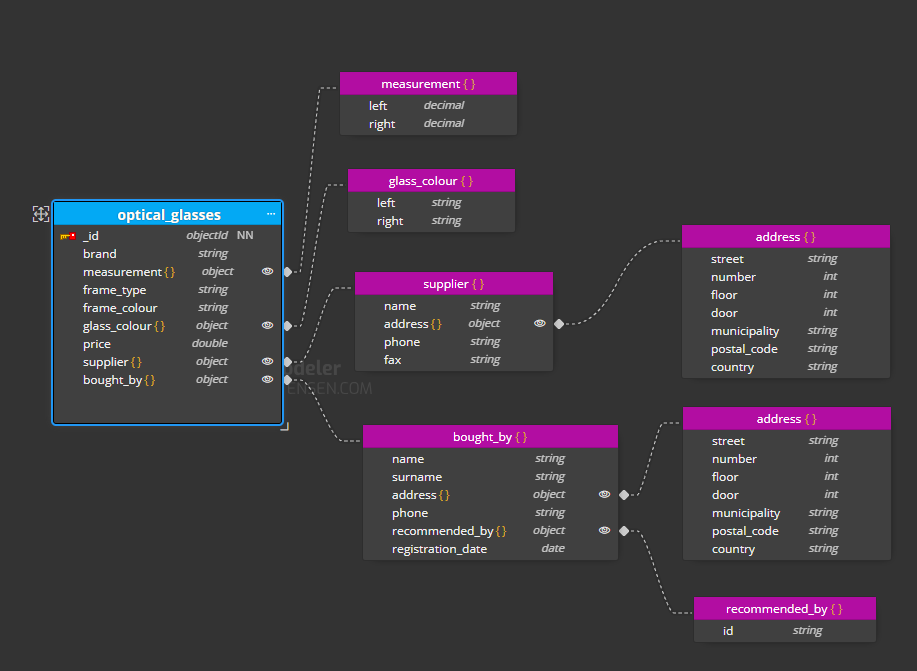 measurement {}
left decimal
right decimal
glass_colour {}
left string
right string
optical_glasses ...
_id objectId NN
brand string
measurement {} object
frame_type string
frame_colour string
glass_colour {} object
price double
supplier {} object
bought_by {} object
supplier {}
name string
address {} object
phone string
fax string
address {}
street string
number int
floor int
door int
municipality string
postal_code string
country string
bought_by {}
name string
surname string
address {} object
phone string
recommended_by {} object
registration_date date
address {}
street string
number int
floor int
door int
municipality string
postal_code string
country string
recommended_by {}
id string